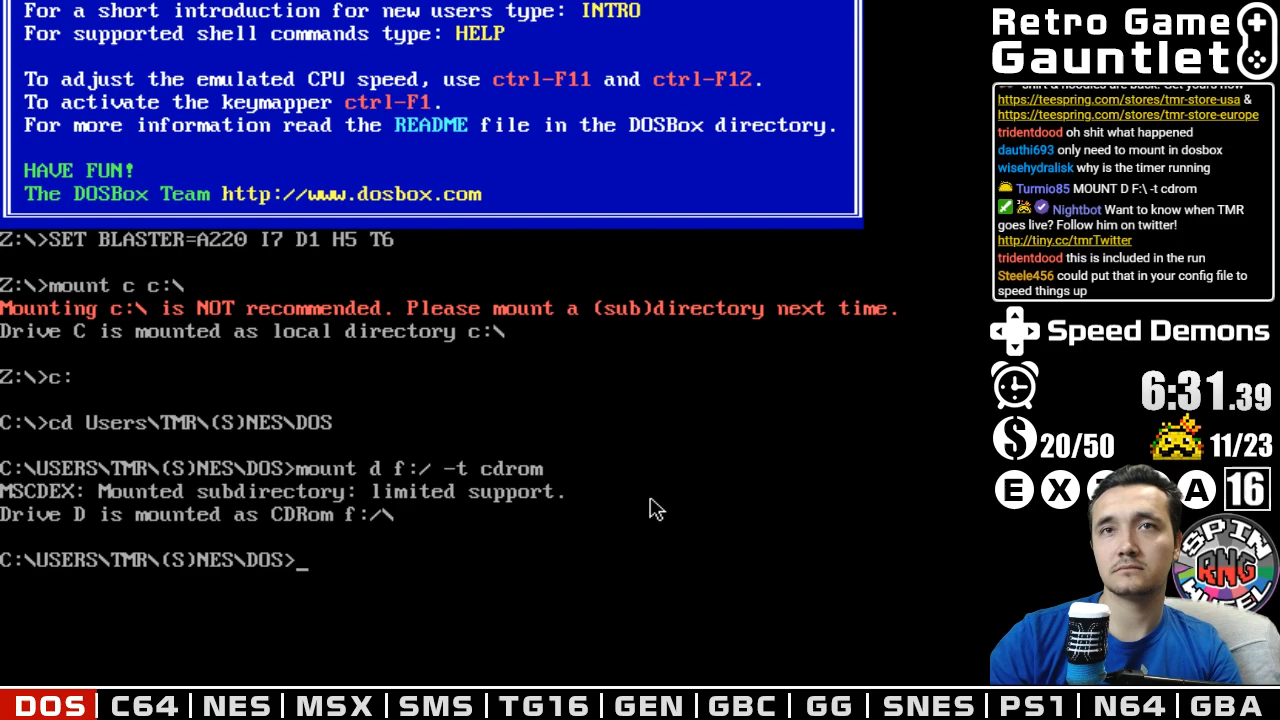 For a short introduction for new users type: INTRO
For supported shell commands type: HELP
To adjust the emulated CPU speed, use ctrl-F11 and ctrl-F12.
To activate the keymapper ctrl-F1.
For more information read the README file in the DOSBox directory.
HAVE FUN!
The DOSBox Team http://www.dosbox.com
Z:\>SET BLASTER=A220 I7 D1 H5 T6
Z:\>mount c c:\
Mounting c:\ is NOT recommended. Please mount a (sub)directory next time.
Drive C is mounted as local directory c:\
Z:\>c:
C:\>cd Users\TMR\(S)NES\DOS
C:\USERS\TMR\(S)NES\DOS>mount d f:/ -t cdrom
MSCDEX: Mounted subdirectory: limited support.
Drive D is mounted as CDRom f:/\
C:\USERS\TMR\(S)NES\DOS>_
Retro Game
Gauntlet
https://teespring.com/stores/tmr-store-usa &
https://teespring.com/stores/tmr-store-europe
tridentdood oh shit what happened
dauthi693 only need to mount in dosbox
wisehydralisk why is the timer running
Turmio85 MOUNT D F:\ -t cdrom
Nightbot Want to know when TMR
goes live? Follow him on twitter!
http://tiny.cc/tmrTwitter
tridentdood this is included in the run
Steele456 could put that in your config file to
speed things up
Speed Demons
6:31.39
20/50 11/23
E X A 16
SPIN
RNG
WHEEL
DOS | C64 | NES | MSX | SMS | TG16 | GEN | GBC | GG | SNES | PS1 | N64 | GBA